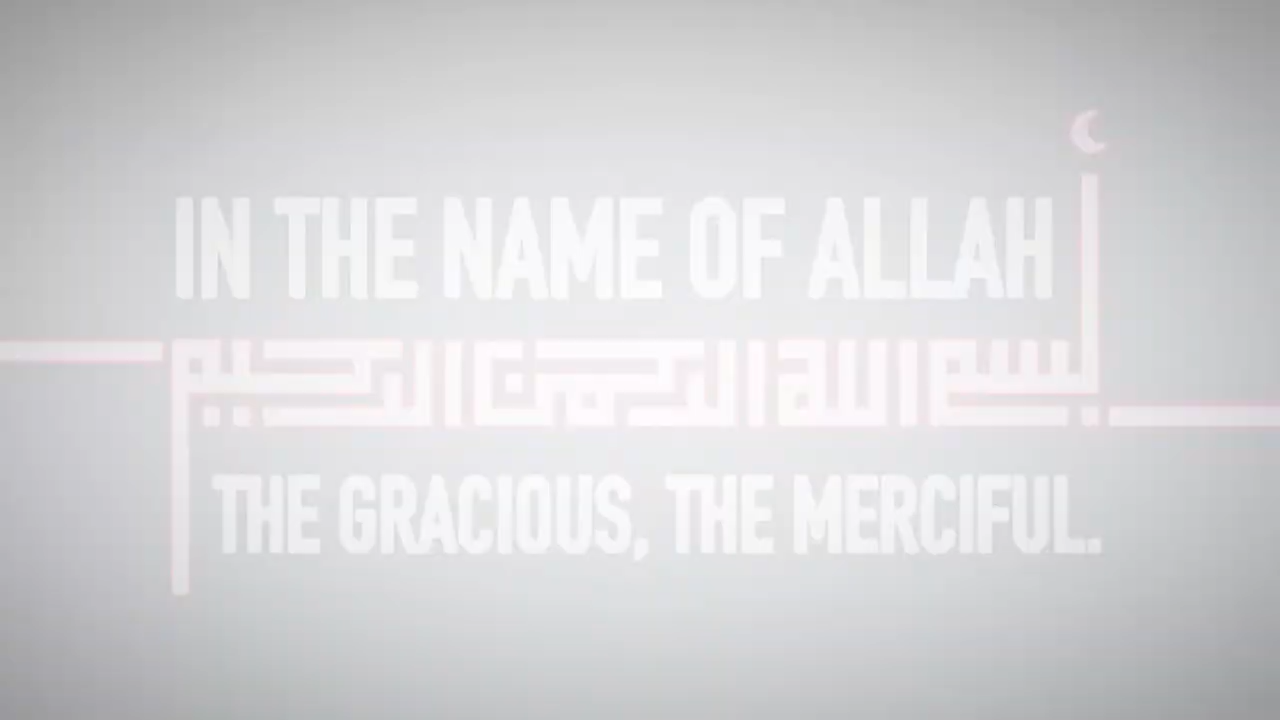 IN THE NAME OF ALLAH
بسم الله الرحمن الرحيم
THE GRACIOUS, THE MERCIFUL.